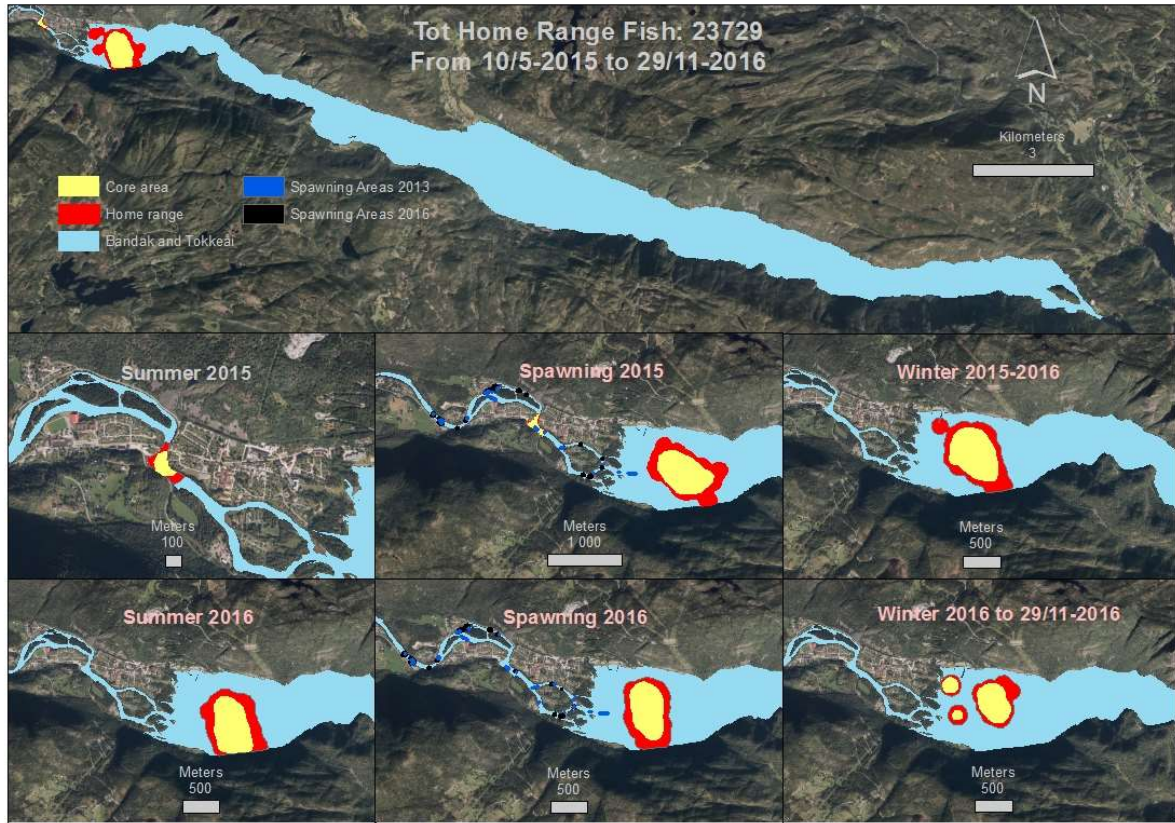 Tot Home Range Fish: 23729
From 10/5-2015 to 29/11-2016
N
Kilometers
3
Core area
Home range
Bandak and Tokkeåi
Spawning Areas 2013
Spawning Areas 2016
Summer 2015
Meters
100
Spawning 2015
Meters
1 000
Winter 2015-2016
Meters
500
Summer 2016
Meters
500
Spawning 2016
Meters
500
Winter 2016 to 29/11-2016
Meters
500